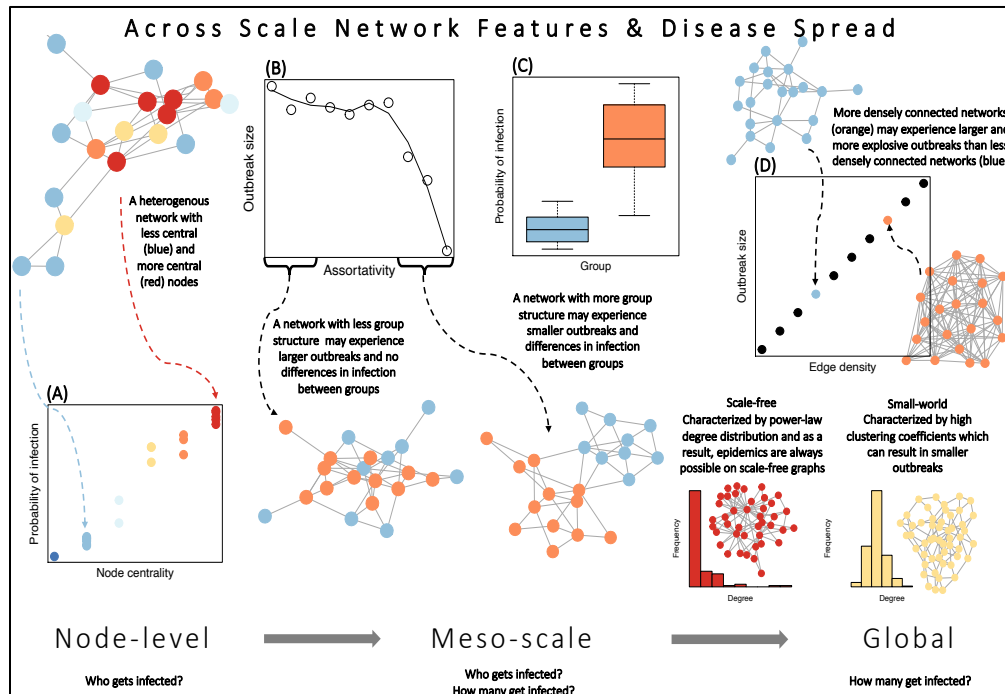 Across Scale Network Features & Disease Spread
(B)
Outbreak size
Assortativity
(C)
Probability of infection
Group
More densely connected networks
(orange) may experience larger and
more explosive outbreaks than less
densely connected networks (blue
(D)
Outbreak size
Edge density
A heterogenous
network with
less central
(blue) and
more central
(red) nodes
A network with less group
structure may experience
larger outbreaks and no
differences in infection
between groups
A network with more group
structure may experience
smaller outbreaks and
differences in infection
between groups
(A)
Probability of infection
Node centrality
Scale-free
Characterized by power-law
degree distribution and as a
result, epidemics are always
possible on scale-free graphs
Frequency
Degree
Small-world
Characterized by high
clustering coefficients which
can result in smaller
outbreaks
Frequency
Degree
Node-level
Who gets infected?
Meso-scale
Who gets infected?
How many get infected?
Global
How many get infected?